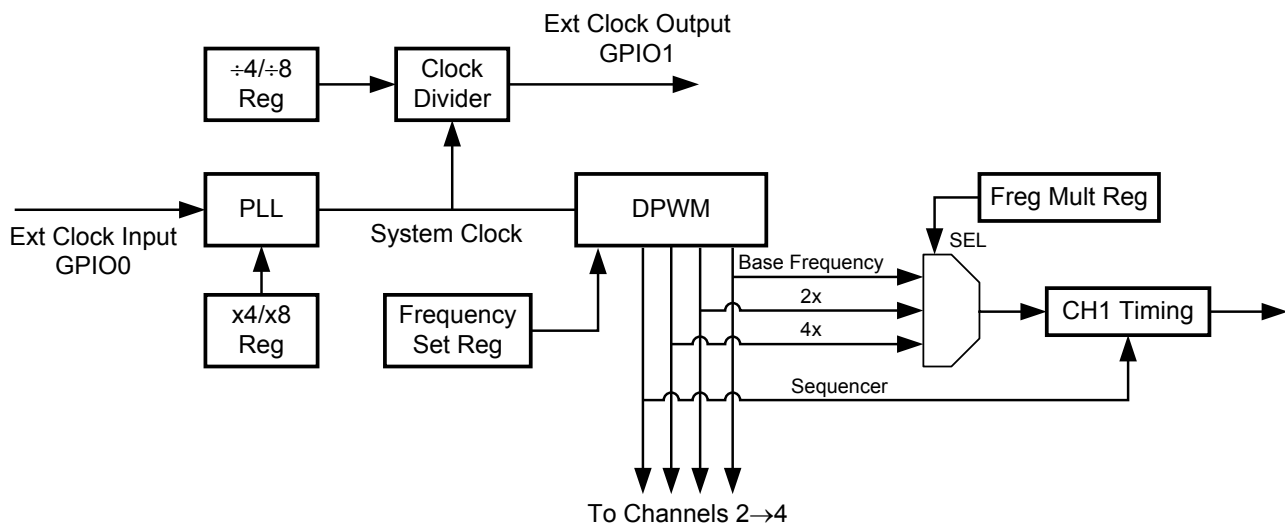 Ext Clock Output
GPIO1
÷4/÷8
Reg
Clock
Divider
PLL
DPWM
Freg Mult Reg
Ext Clock Input
GPIO0
System Clock
SEL
Base Frequency
2x
4x
x4/x8
Reg
Frequency
Set Reg
CH1 Timing
Sequencer
To Channels 2→4